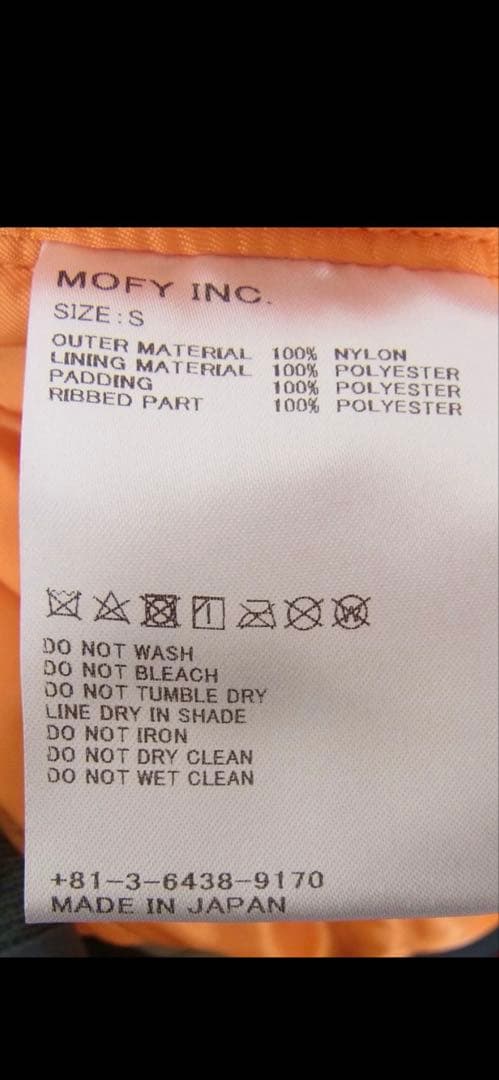 MOFY INC.
SIZE:S
OUTER MATERIAL 100% NYLON
LINING MATERIAL 100% POLYESTER
PADDING 100% POLYESTER
RIBBED PART 100% POLYESTER
W
DO NOT WASH
DO NOT BLEACH
DO NOT TUMBLE DRY
LINE DRY IN SHADE
DO NOT IRON
DO NOT DRY CLEAN
DO NOT WET CLEAN
+81-3-6438-9170
MADE IN JAPAN